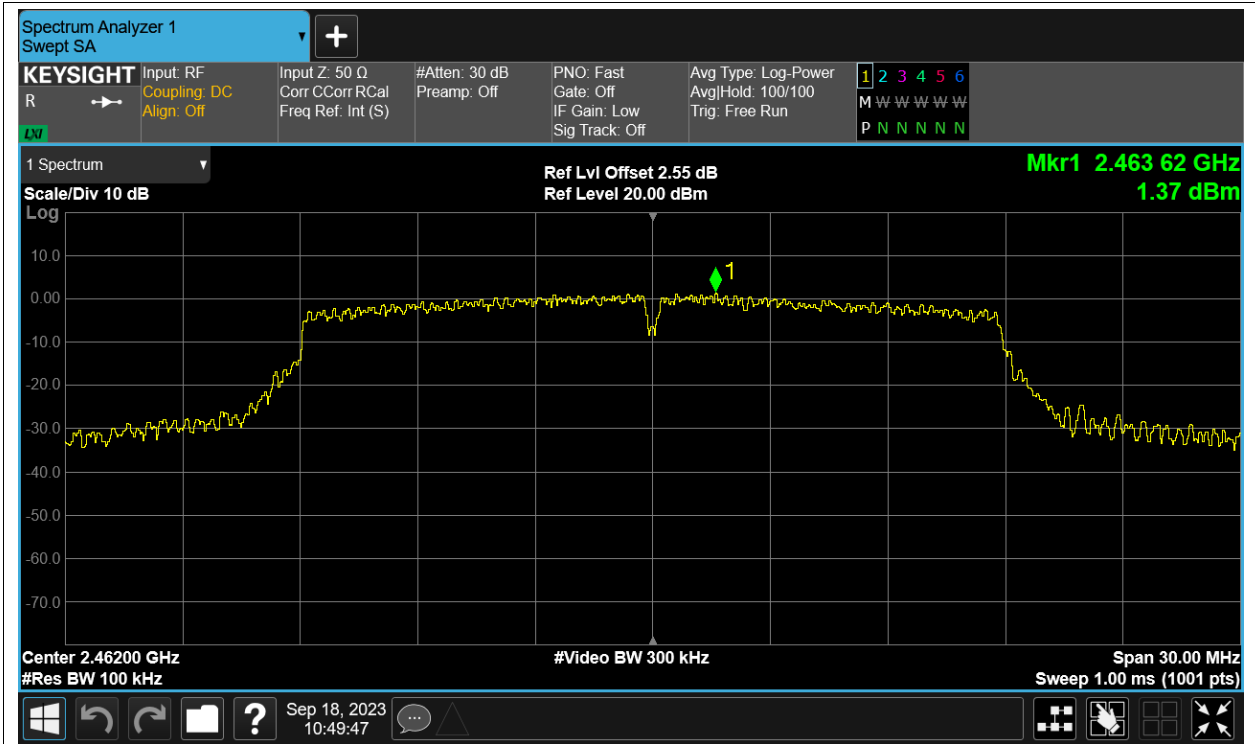 Spectrum Analyzer 1
Swept SA
KEYSIGHT
R
LXI
Input: RF
Coupling: DC
Align: Off
Input Z: 50 Ω
Corr CCorr RCal
Freq Ref: Int (S)
#Atten: 30 dB
Preamp: Off
PNO: Fast
Gate: Off
IF Gain: Low
Sig Track: Off
Avg Type: Log-Power
Avg|Hold: 100/100
Trig: Free Run
1 2 3 4 5 6
M W W W W W
P N N N N N
1 Spectrum
Scale/Div 10 dB
Ref Lvl Offset 2.55 dB
Ref Level 20.00 dBm
Mkr1 2.463 62 GHz
1.37 dBm
Log
10.0
0.00
-10.0
-20.0
-30.0
-40.0
-50.0
-60.0
-70.0
1
Center 2.46200 GHz
#Res BW 100 kHz
#Video BW 300 kHz
Span 30.00 MHz
Sweep 1.00 ms (1001 pts)
?
Sep 18, 2023
10:49:47